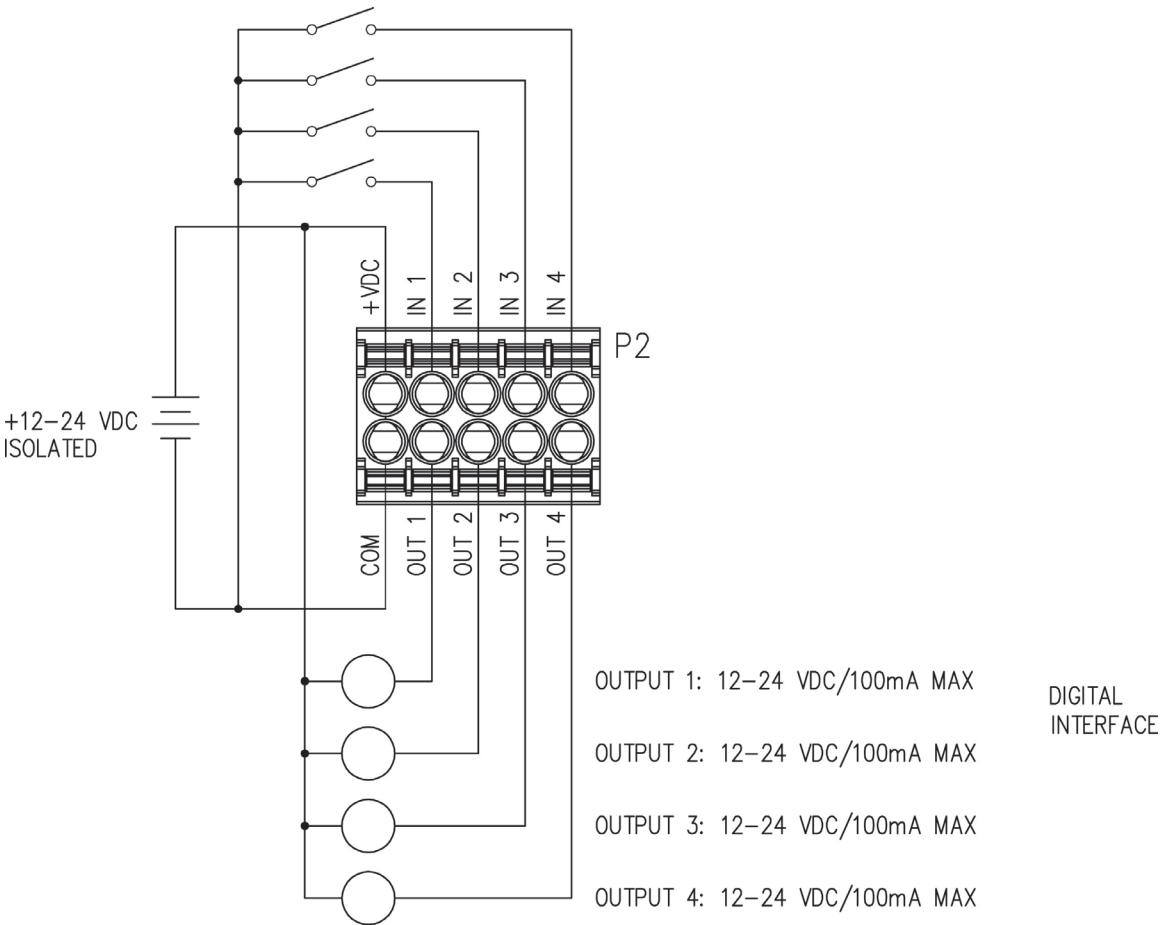 +VDC
IN 1
IN 2
IN 3
IN 4
P2
+12-24 VDC
ISOLATED
COM
OUT 1
OUT 2
OUT 3
OUT 4
OUTPUT 1: 12-24 VDC/100mA MAX
OUTPUT 2: 12-24 VDC/100mA MAX
OUTPUT 3: 12-24 VDC/100mA MAX
OUTPUT 4: 12-24 VDC/100mA MAX
DIGITAL
INTERFACE